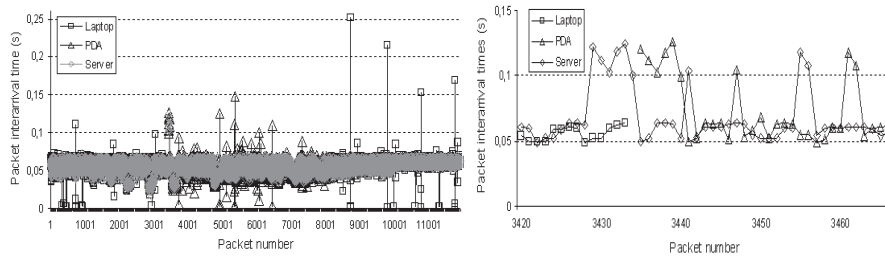 Packet interarrival time (s)
0,25
0,2
0,15
0,1
0,05
0
Laptop
PDA
Server
1 1001 2001 3001 4001 5001 6001 7001 8001 9001 10001 11001
Packet number
Packet interarrival times (s)
0,15
0,10
0,05
0,00
Laptop
PDA
Server
3420 3430 3440 3450 3460
Packet number